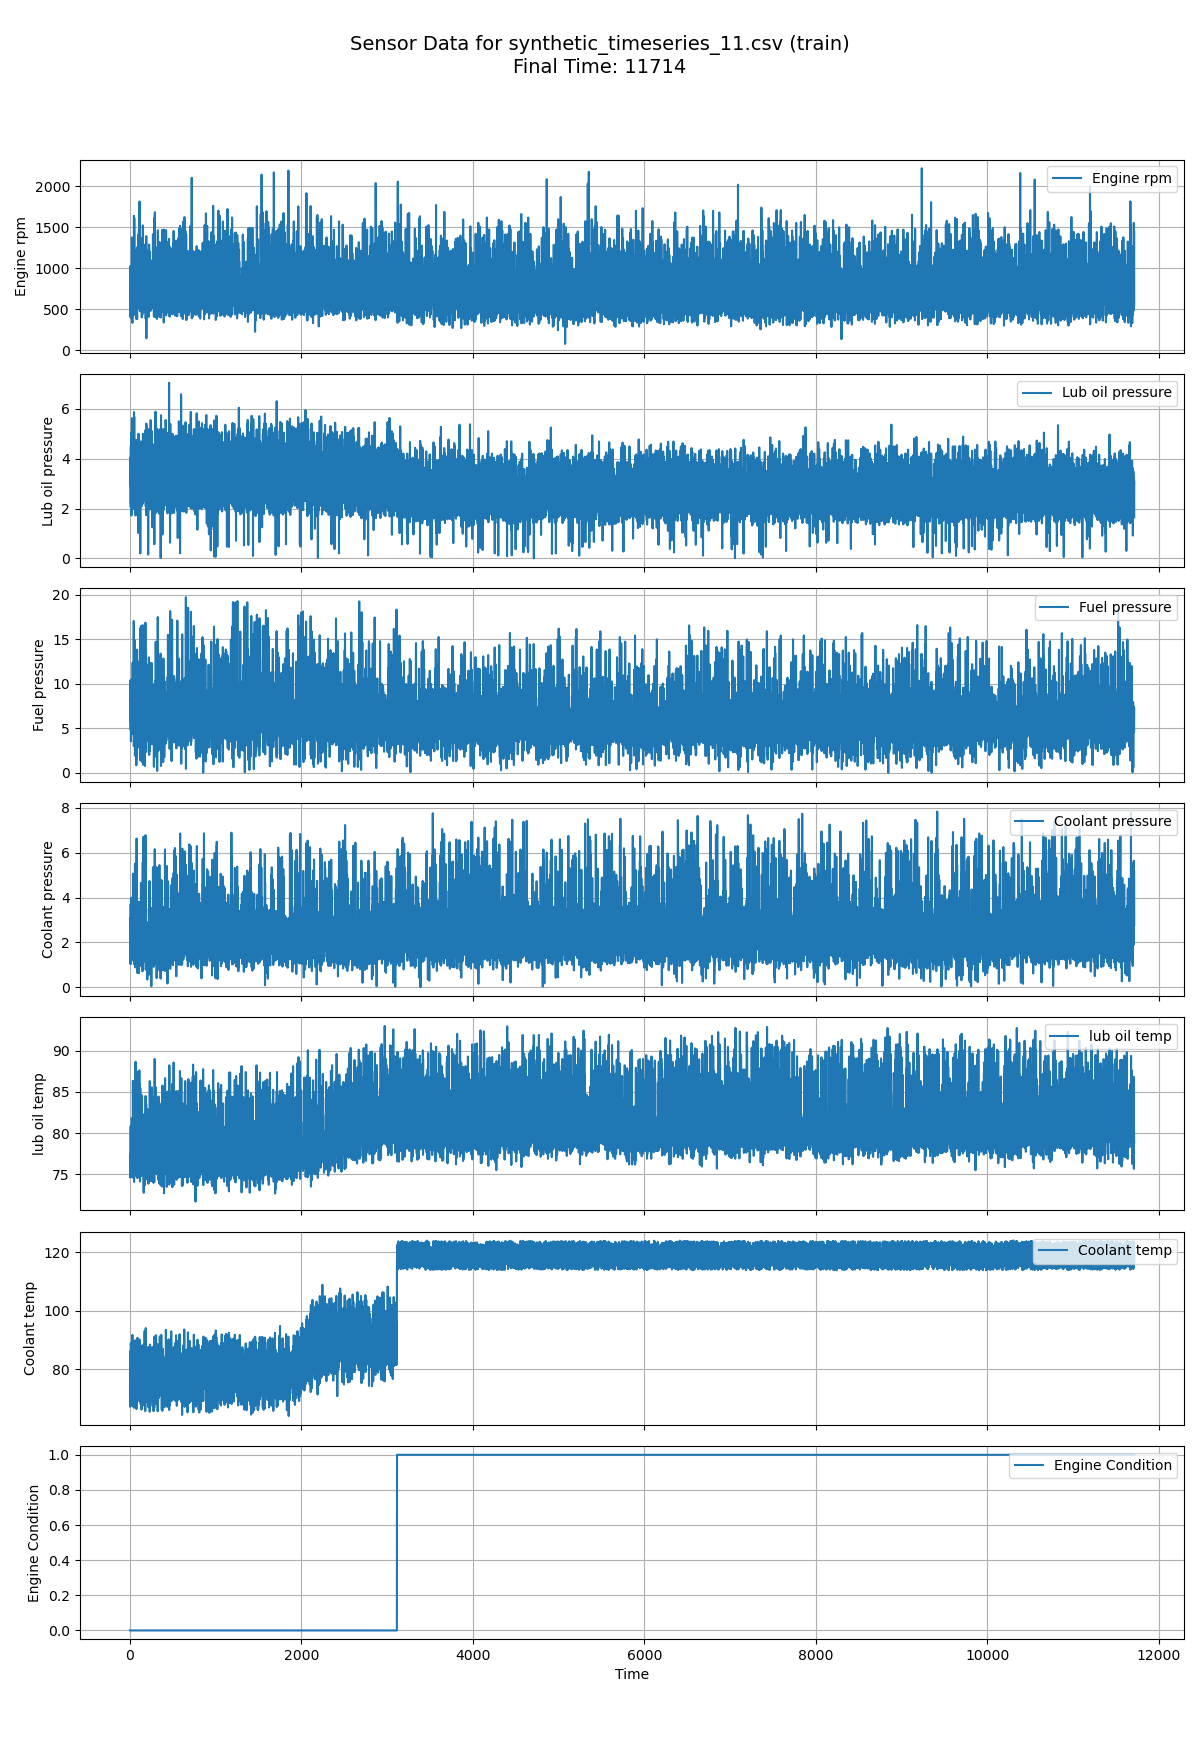 Sensor Data for synthetic_timeseries_11.csv (train)
Final Time: 11714
Engine rpm
2000
1500
1000
500
0
Engine rpm
Lub oil pressure
6
4
2
0
Lub oil pressure
Fuel pressure
20
15
10
5
0
Fuel pressure
Coolant pressure
8
6
4
2
0
Coolant pressure
lub oil temp
90
85
80
75
lub oil temp
Coolant temp
120
100
80
Coolant temp
Engine Condition
1.0
0.8
0.6
0.4
0.2
0.0
Engine Condition
0 2000 4000 6000 8000 10000 12000
Time